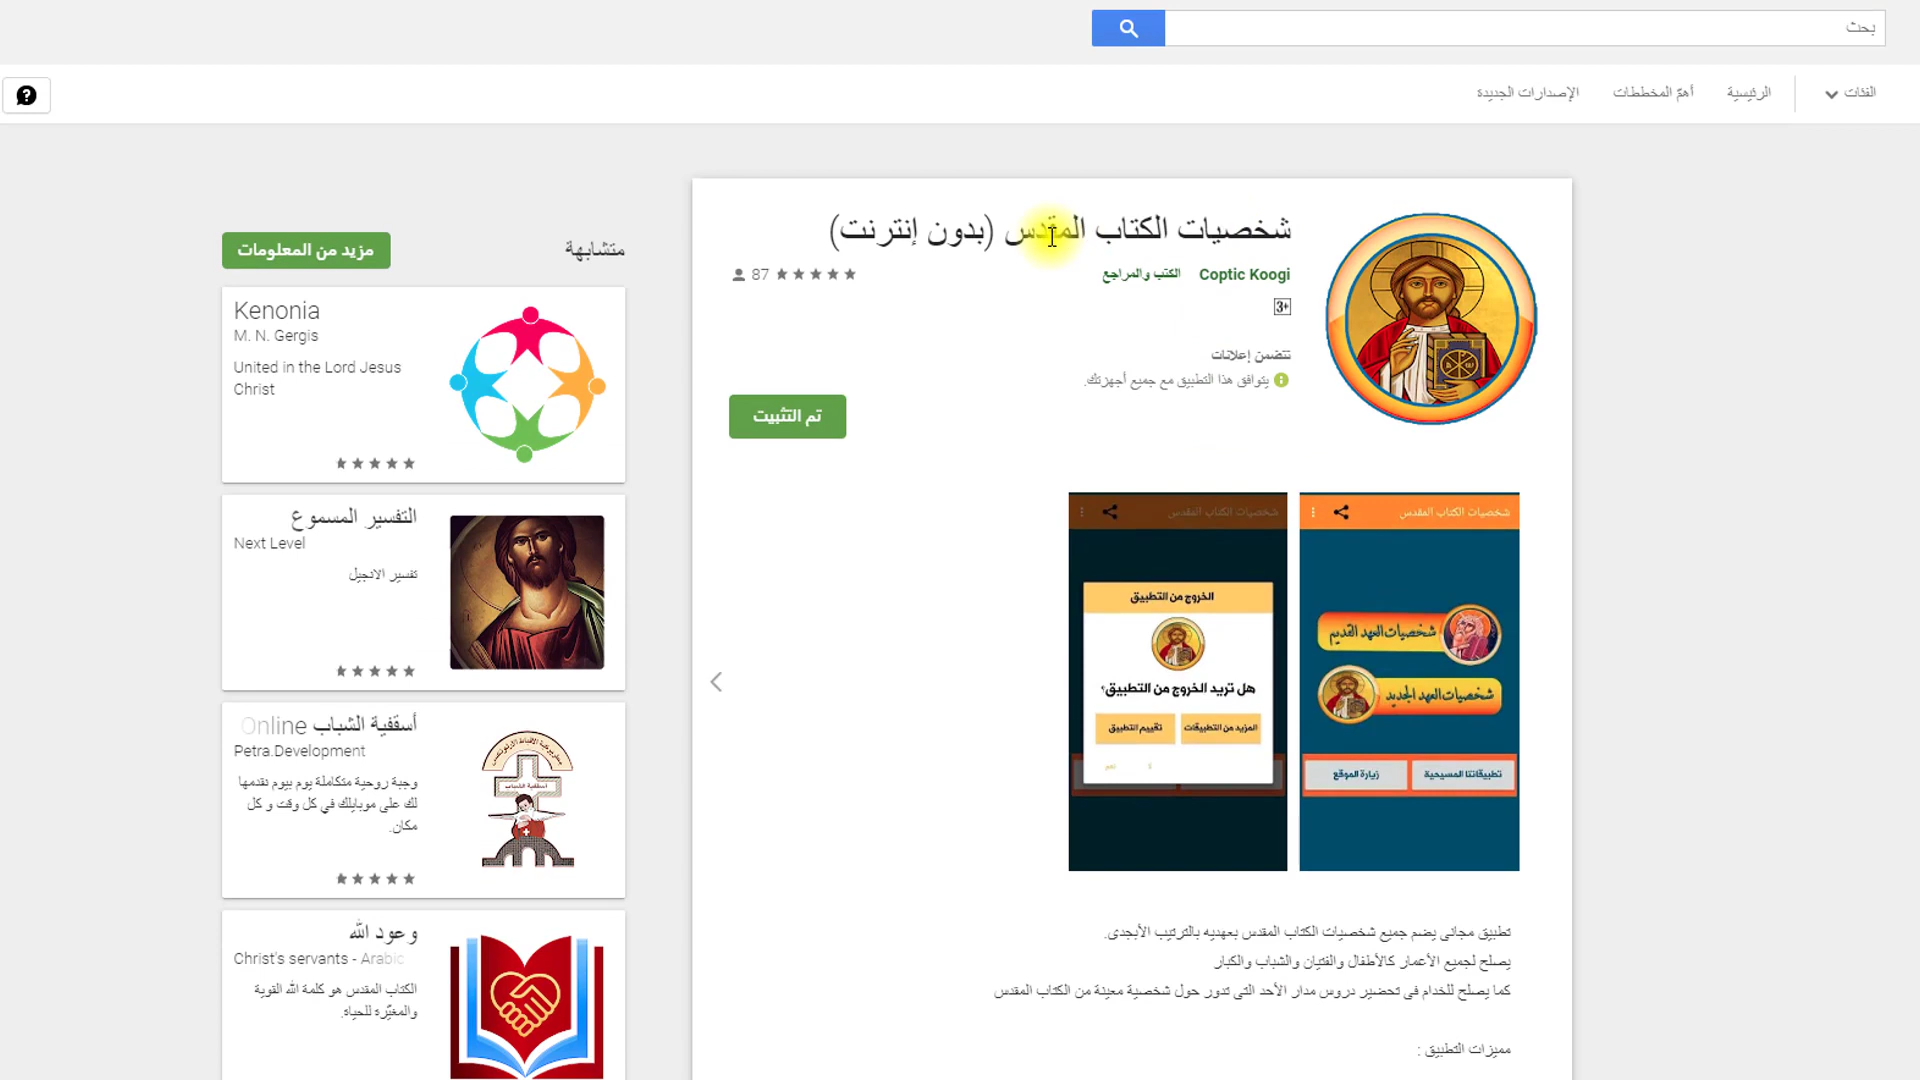 بحث
الفئات
الرئيسية
أهمّ المخططات
الإصدارات الجديدة
شخصيات الكتاب المقدس (بدون إنترنت)
Coptic Koogi
الكتب والمراجع
87
3+
تتضمن إعلانات
يتوافق هذا التطبيق مع جميع أجهزتك.
تم التثبيت
شخصيات الكتاب المقدس
شخصيات العهد القديم
شخصيات العهد الجديد
تطبيقاتنا المسيحية
زيارة الموقع
شخصيات الكتاب المقدس
الخروج من التطبيق
هل تريد الخروج من التطبيق؟
المزيد من التطبيقات
تقييم التطبيق
لا
نعم
تطبيق مجانى يضم جميع شخصيات الكتاب المقدس بعهديه بالترتيب الأبجدى.
يصلح لجميع الأعمار كالأطفال والفتيان والشباب والكبار
كما يصلح للخدام فى تحضير دروس مدار الأحد التى تدور حول شخصية معينة من الكتاب المقدس
مميزات التطبيق :
متشابهة
مزيد من المعلومات
Kenonia
M. N. Gergis
United in the Lord Jesus
Christ
التفسير المسموع
Next Level
تفسير الانجيل
أسقفية الشباب Online
Petra.Development
وجبة روحية متكاملة يوم بيوم نقدمها
لك على موبايلك في كل وقت و كل
مكان.
أسقفية الشباب
وعود الله
Christ's servants - Arabic
الكتاب المقدس هو كلمة الله القوية
والمغيّرة للحياة.